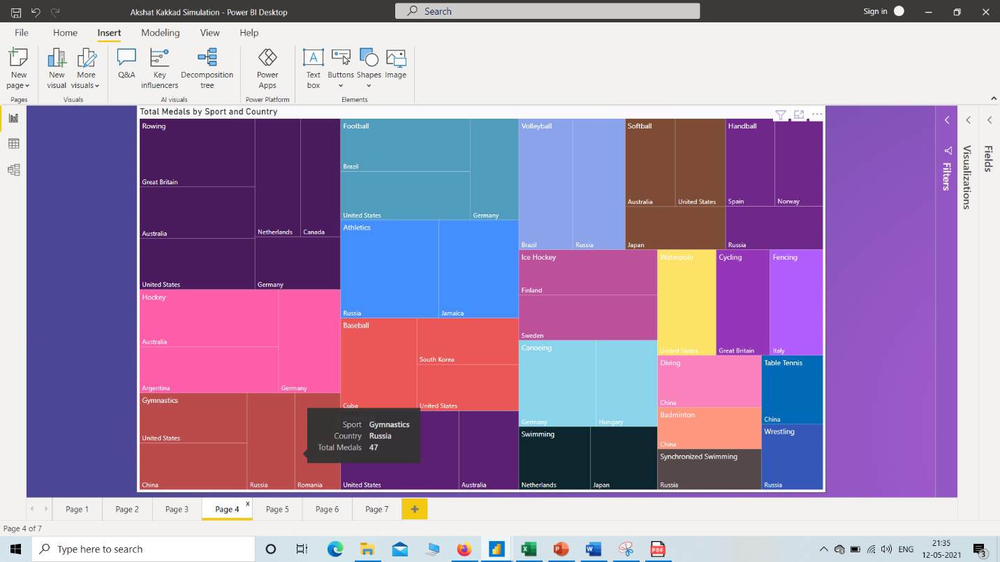 Akshat Kakkad Simulation - Power BI Desktop
Search
Sign in
File Home Insert Modeling View Help
New page
New visual
More visuals
Q&A
Key influencers
Decomposition tree
Power Apps
Text box
Buttons
Shapes
Image
Pages
Visuals
AI visuals
Power Platform
Elements
Total Medals by Sport and Country
Rowing
Great Britain
Australia
United States
Netherlands
Canada
Germany
Hockey
Australia
Argentina
Germany
Gymnastics
United States
China
Russia
Romania
Football
Brazil
United States
Germany
Athletics
Russia
Jamaica
Baseball
Cuba
South Korea
United States
United States
Australia
Sport Gymnastics
Country Russia
Total Medals 47
Volleyball
Brazil
Russia
Softball
Australia
United States
Japan
Handball
Spain
Norway
Russia
Ice Hockey
Finland
Sweden
Waterpolo
United States
Cycling
Great Britain
Fencing
Italy
Canoeing
Germany
Hungary
Swimming
Netherlands
Japan
Diving
China
Badminton
China
Synchronized Swimming
Russia
Table Tennis
China
Wrestling
Russia
Filters
Visualizations
Fields
Page 1 Page 2 Page 3 Page 4 x Page 5 Page 6 Page 7 +
Page 4 of 7
Type here to search
PDF
ENG
21:35
12-05-2021
3